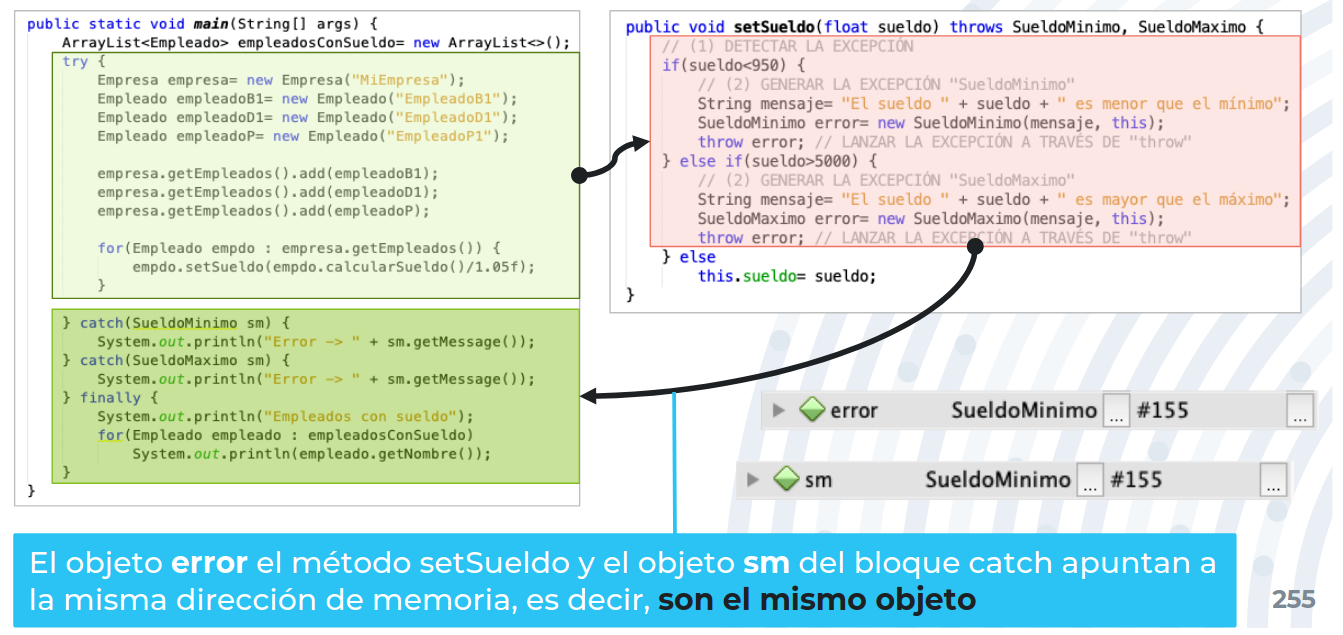 public static void main(String[] args) {
ArrayList<Empleado> empleadosConSueldo= new ArrayList<>();
try {
Empresa empresa= new Empresa("MiEmpresa");
Empleado empleadoB1= new Empleado("EmpleadoB1");
Empleado empleadoD1= new Empleado("EmpleadoD1");
Empleado empleadoP= new Empleado("EmpleadoP1");
empresa.getEmpleados().add(empleadoB1);
empresa.getEmpleados().add(empleadoD1);
empresa.getEmpleados().add(empleadoP);
for(Empleado empdo : empresa.getEmpleados()) {
empdo.setSueldo(empdo.calcularSueldo()/1.05f);
}
} catch(SueldoMinimo sm) {
System.out.println("Error -> " + sm.getMessage());
} catch(SueldoMaximo sm) {
System.out.println("Error -> " + sm.getMessage());
} finally {
System.out.println("Empleados con sueldo");
for(Empleado empleado : empleadosConSueldo)
System.out.println(empleado.getNombre());
}
}
public void setSueldo(float sueldo) throws SueldoMinimo, SueldoMaximo {
// (1) DETECTAR LA EXCEPCIÓN
if(sueldo<950) {
// (2) GENERAR LA EXCEPCIÓN "SueldoMinimo"
String mensaje= "El sueldo " + sueldo + " es menor que el mínimo";
SueldoMinimo error= new SueldoMinimo(mensaje, this);
throw error; // LANZAR LA EXCEPCIÓN A TRAVÉS DE "throw"
} else if(sueldo>5000) {
// (2) GENERAR LA EXCEPCIÓN "SueldoMaximo"
String mensaje= "El sueldo " + sueldo + " es mayor que el máximo";
SueldoMaximo error= new SueldoMaximo(mensaje, this);
throw error; // LANZAR LA EXCEPCIÓN A TRAVÉS DE "throw"
} else
this.sueldo= sueldo;
}
error SueldoMinimo ... #155 ...
sm SueldoMinimo ... #155 ...
El objeto error el método setSueldo y el objeto sm del bloque catch apuntan a
la misma dirección de memoria, es decir, son el mismo objeto
255